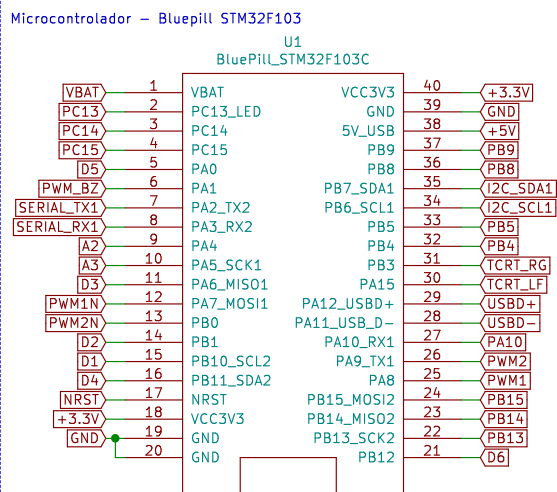 Microcontrolador - Bluepill STM32F103
U1
BluePill_STM32F103C
VBAT 1 VBAT VCC3V3 40 +3.3V
PC13 2 PC13_LED GND 39 GND
PC14 3 PC14 5V_USB 38 +5V
PC15 4 PC15 PB9 37 PB9
D5 5 PA0 PB8 36 PB8
PWM_BZ 6 PA1 PB7_SDA1 35 I2C_SDA1
SERIAL_TX1 7 PA2_TX2 PB6_SCL1 34 I2C_SCL1
SERIAL_RX1 8 PA3_RX2 PB5 33 PB5
A2 9 PA4 PB4 32 PB4
A3 10 PA5_SCK1 PB3 31 TCRT_RG
D3 11 PA6_MISO1 PA15 30 TCRT_LF
PWM1N 12 PA7_MOSI1 PA12_USBD+ 29 USBD+
PWM2N 13 PB0 PA11_USB_D- 28 USBD-
D2 14 PB1 PA10_RX1 27 PA10
D1 15 PB10_SCL2 PA9_TX1 26 PWM2
D4 16 PB11_SDA2 PA8 25 PWM1
NRST 17 NRST PB15_MOSI2 24 PB15
+3.3V 18 VCC3V3 PB14_MISO2 23 PB14
GND 19 GND PB13_SCK2 22 PB13
20 GND PB12 21 D6